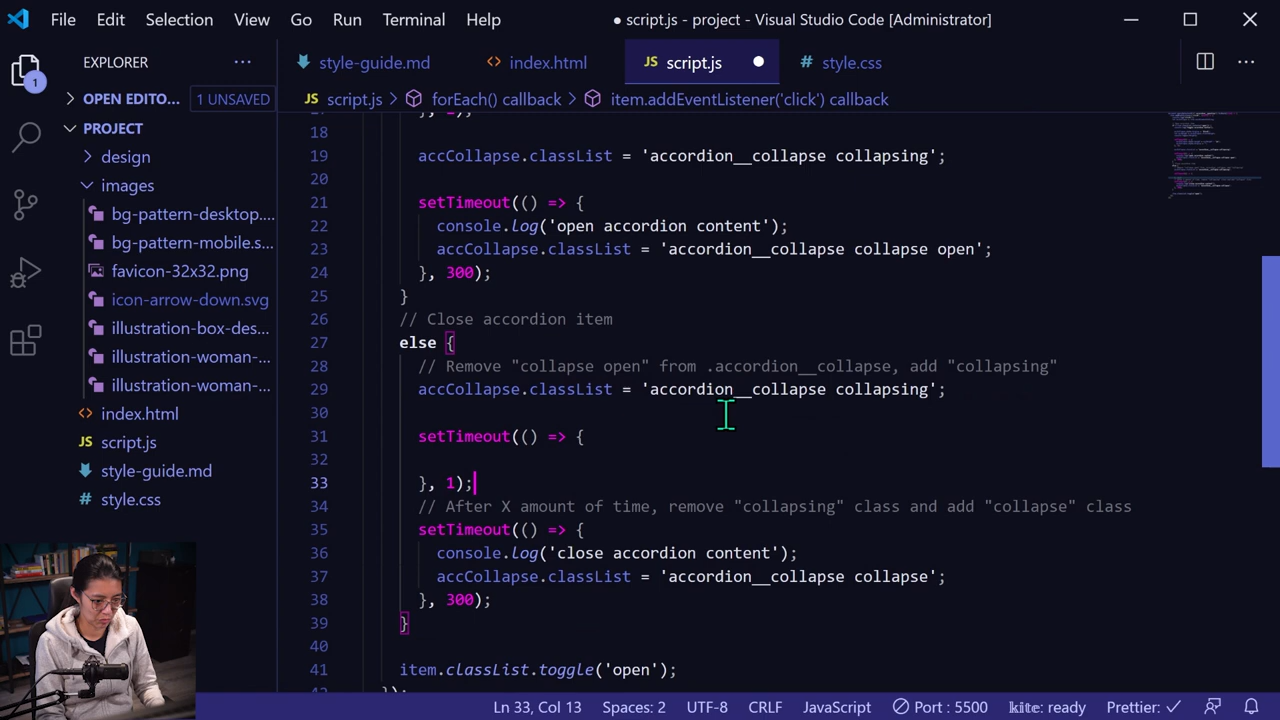 File Edit Selection View Go Run Terminal Help ● script.js - project - Visual Studio Code [Administrator]
EXPLORER ···
style-guide.md <> index.html JS script.js # style.css ···
1
OPEN EDITO... 1 UNSAVED
JS script.js > forEach() callback > item.addEventListener('click') callback
PROJECT
design
images
bg-pattern-desktop....
bg-pattern-mobile.s...
favicon-32x32.png
icon-arrow-down.svg
illustration-box-des...
illustration-woman-...
illustration-woman-...
<> index.html
JS script.js
style-guide.md
# style.css
18
19 accCollapse.classList = 'accordion__collapse collapsing';
20
21 setTimeout(() => {
22 console.log('open accordion content');
23 accCollapse.classList = 'accordion__collapse collapse open';
24 }, 300);
25 }
26 // Close accordion item
27 else {
28 // Remove "collapse open" from .accordion__collapse, add "collapsing"
29 accCollapse.classList = 'accordion__collapse collapsing';
30
31 setTimeout(() => {
32
33 }, 1);
34 // After X amount of time, remove "collapsing" class and add "collapse" class
35 setTimeout(() => {
36 console.log('close accordion content');
37 accCollapse.classList = 'accordion__collapse collapse';
38 }, 300);
39 }
40
41 item.classList.toggle('open');
Ln 33, Col 13 Spaces: 2 UTF-8 CRLF JavaScript Port : 5500 kite: ready Prettier: ✓